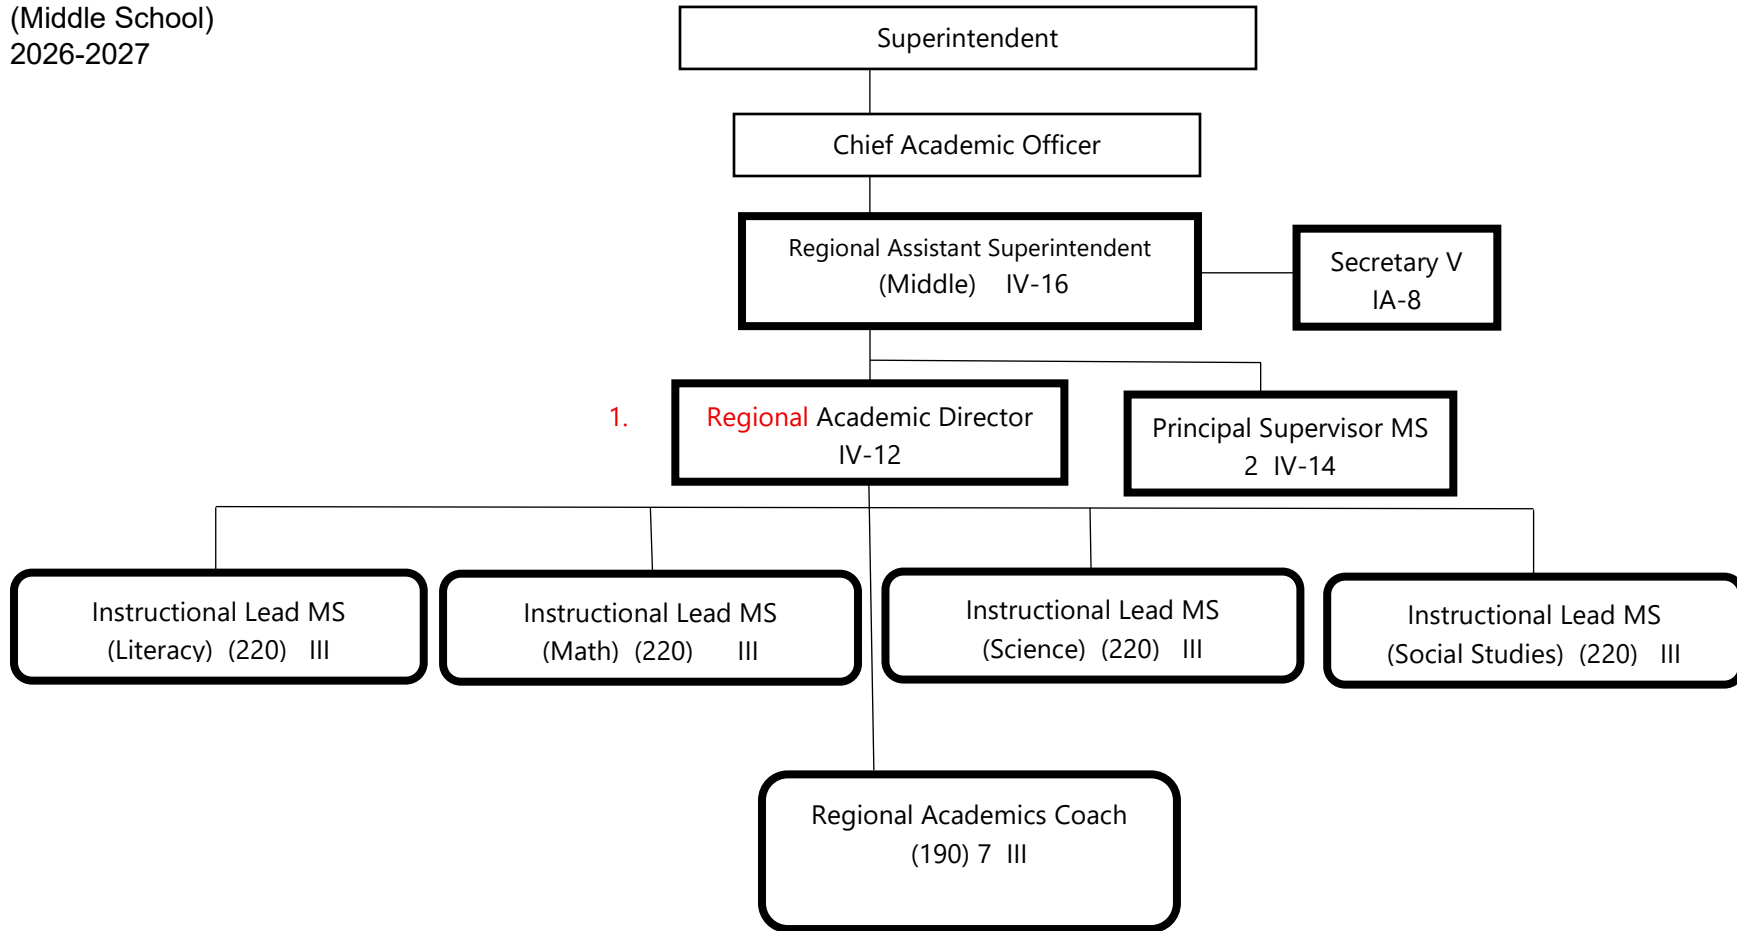 (Middle School)
2026-2027
Superintendent
Chief Academic Officer
Regional Assistant Superintendent
(Middle) IV-16
Secretary V
IA-8
1. Regional Academic Director
IV-12
Principal Supervisor MS
2 IV-14
Instructional Lead MS
(Literacy) (220) III
Instructional Lead MS
(Math) (220) III
Instructional Lead MS
(Science) (220) III
Instructional Lead MS
(Social Studies) (220) III
Regional Academics Coach
(190) 7 III